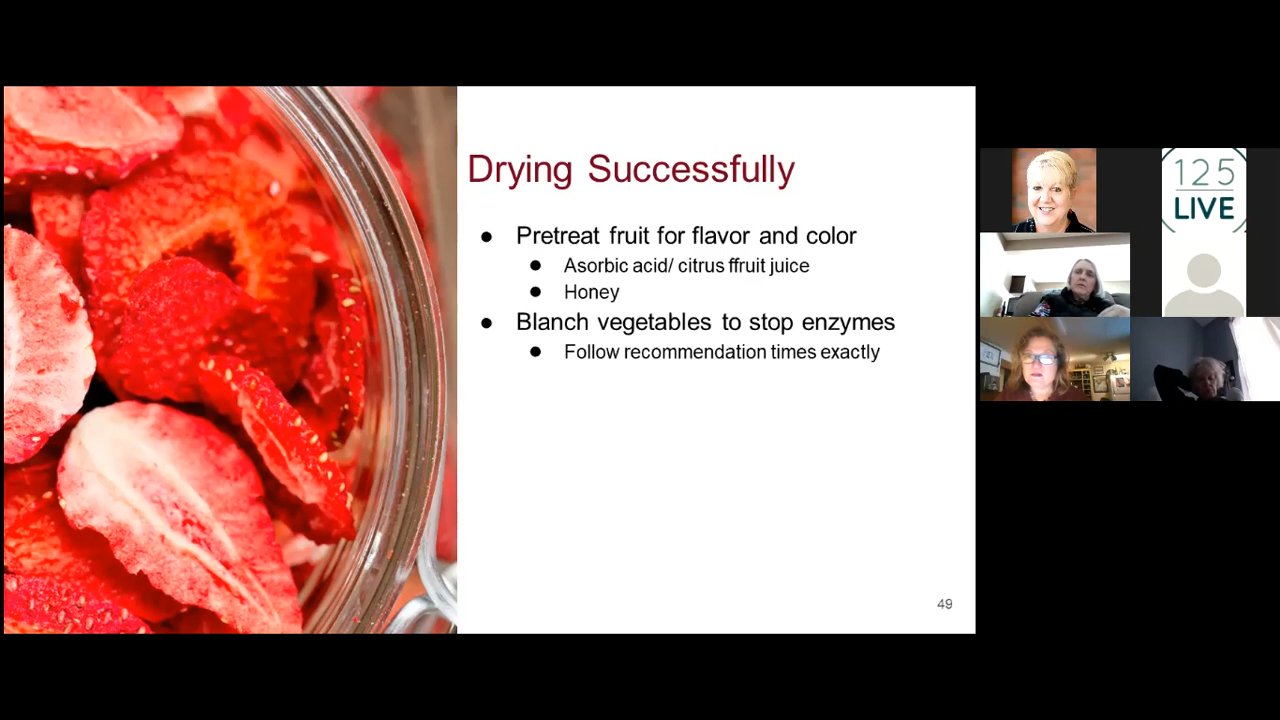 Drying Successfully
● Pretreat fruit for flavor and color
● Asorbic acid/ citrus ffruit juice
● Honey
● Blanch vegetables to stop enzymes
● Follow recommendation times exactly
49
125
LIVE